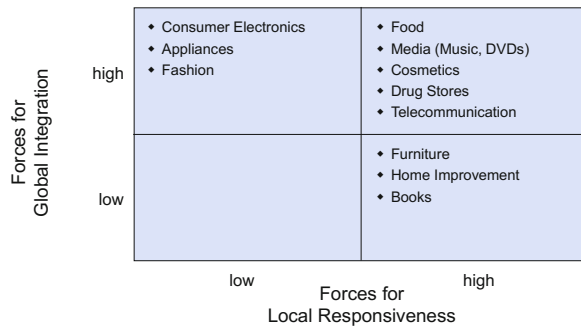 Forces for
Global Integration
high
low
◆ Consumer Electronics
◆ Appliances
◆ Fashion
◆ Food
◆ Media (Music, DVDs)
◆ Cosmetics
◆ Drug Stores
◆ Telecommunication
◆ Furniture
◆ Home Improvement
◆ Books
low
high
Forces for
Local Responsiveness